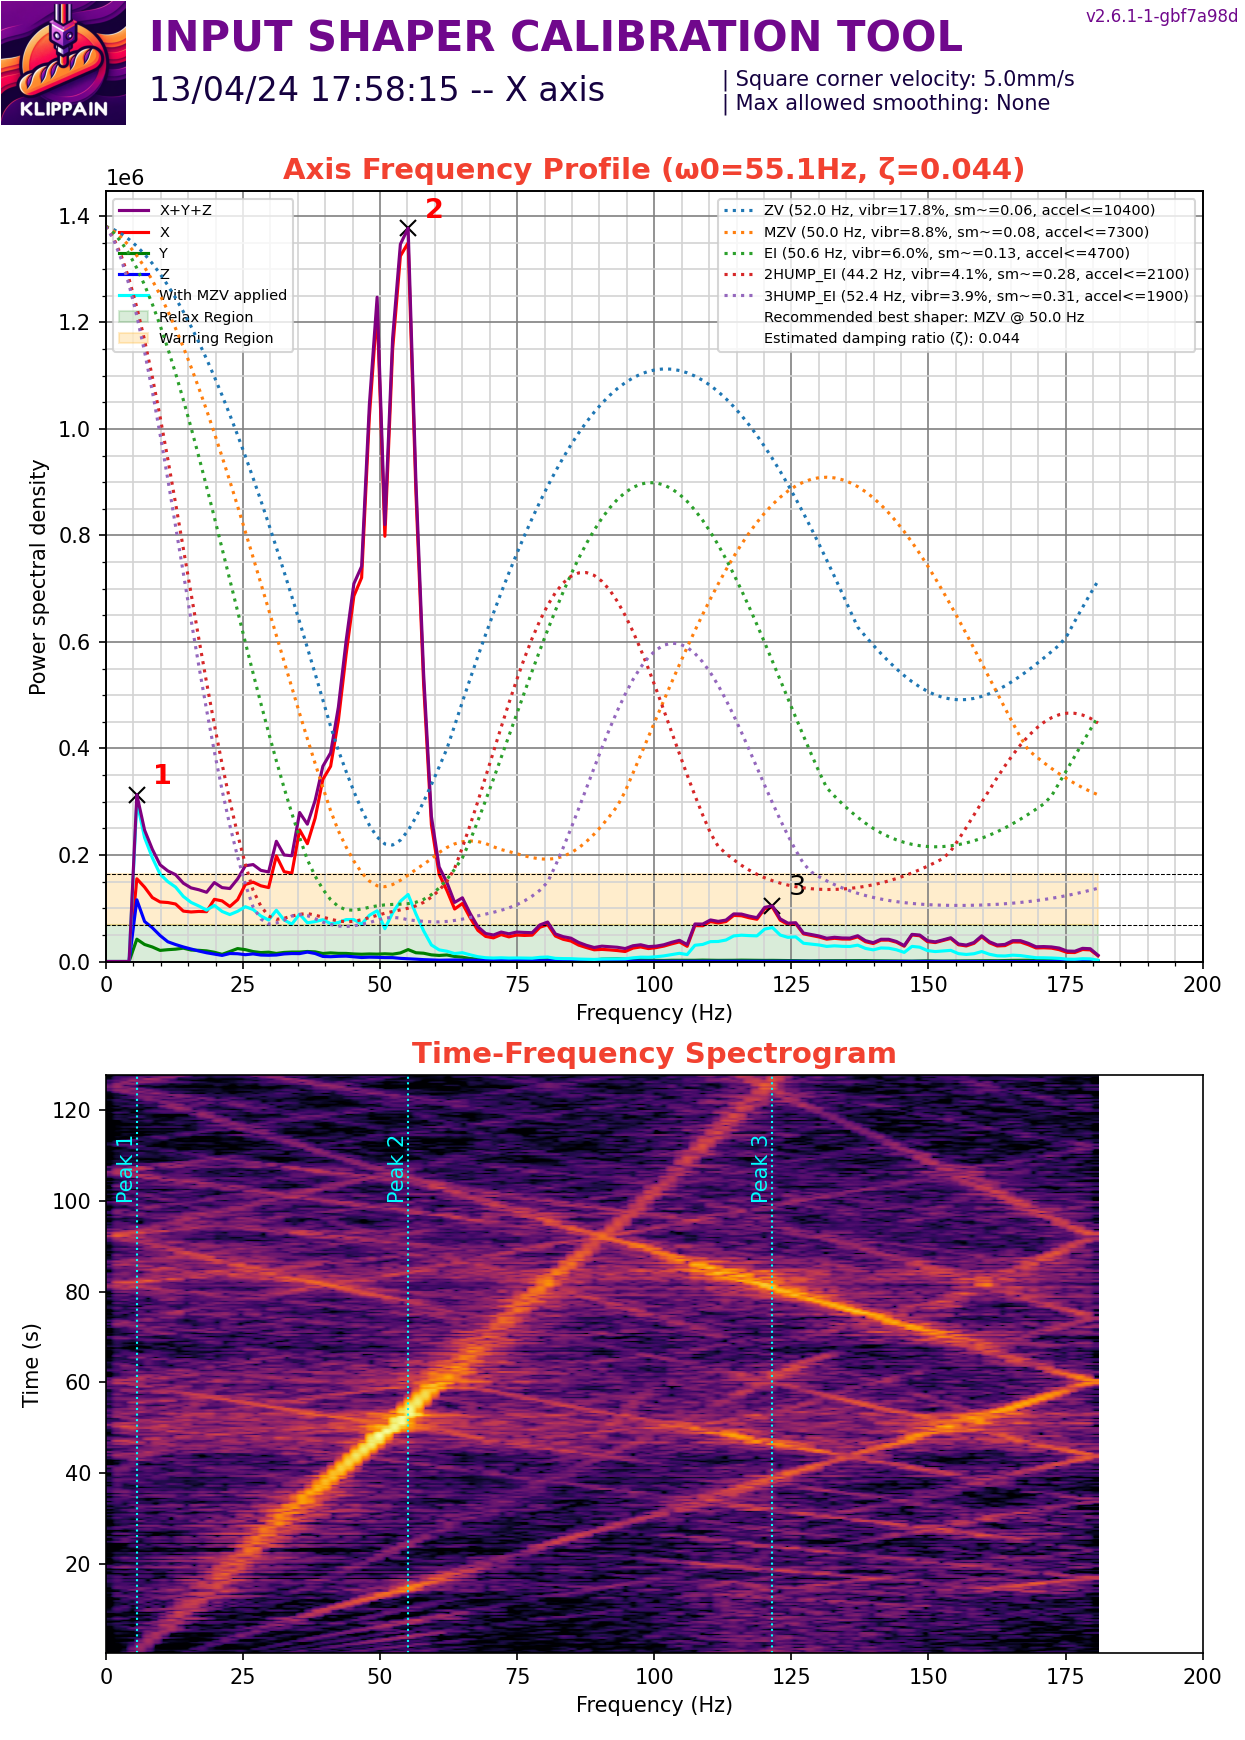 KLIPPAIN
INPUT SHAPER CALIBRATION TOOL
v2.6.1-1-gbf7a98d
13/04/24 17:58:15 -- X axis
| Square corner velocity: 5.0mm/s
| Max allowed smoothing: None
Axis Frequency Profile (ω0=55.1Hz, ζ=0.044)
1e6
X+Y+Z
X
Y
Z
With MZV applied
Relax Region
Warning Region
ZV (52.0 Hz, vibr=17.8%, sm~=0.06, accel<=10400)
MZV (50.0 Hz, vibr=8.8%, sm~=0.08, accel<=7300)
EI (50.6 Hz, vibr=6.0%, sm~=0.13, accel<=4700)
2HUMP_EI (44.2 Hz, vibr=4.1%, sm~=0.28, accel<=2100)
3HUMP_EI (52.4 Hz, vibr=3.9%, sm~=0.31, accel<=1900)
Recommended best shaper: MZV @ 50.0 Hz
Estimated damping ratio (ζ): 0.044
1
2
3
Power spectral density
1.4
1.2
1.0
0.8
0.6
0.4
0.2
0.0
0 25 50 75 100 125 150 175 200
Frequency (Hz)
Time-Frequency Spectrogram
Peak 1
Peak 2
Peak 3
Time (s)
120
100
80
60
40
20
0 25 50 75 100 125 150 175 200
Frequency (Hz)